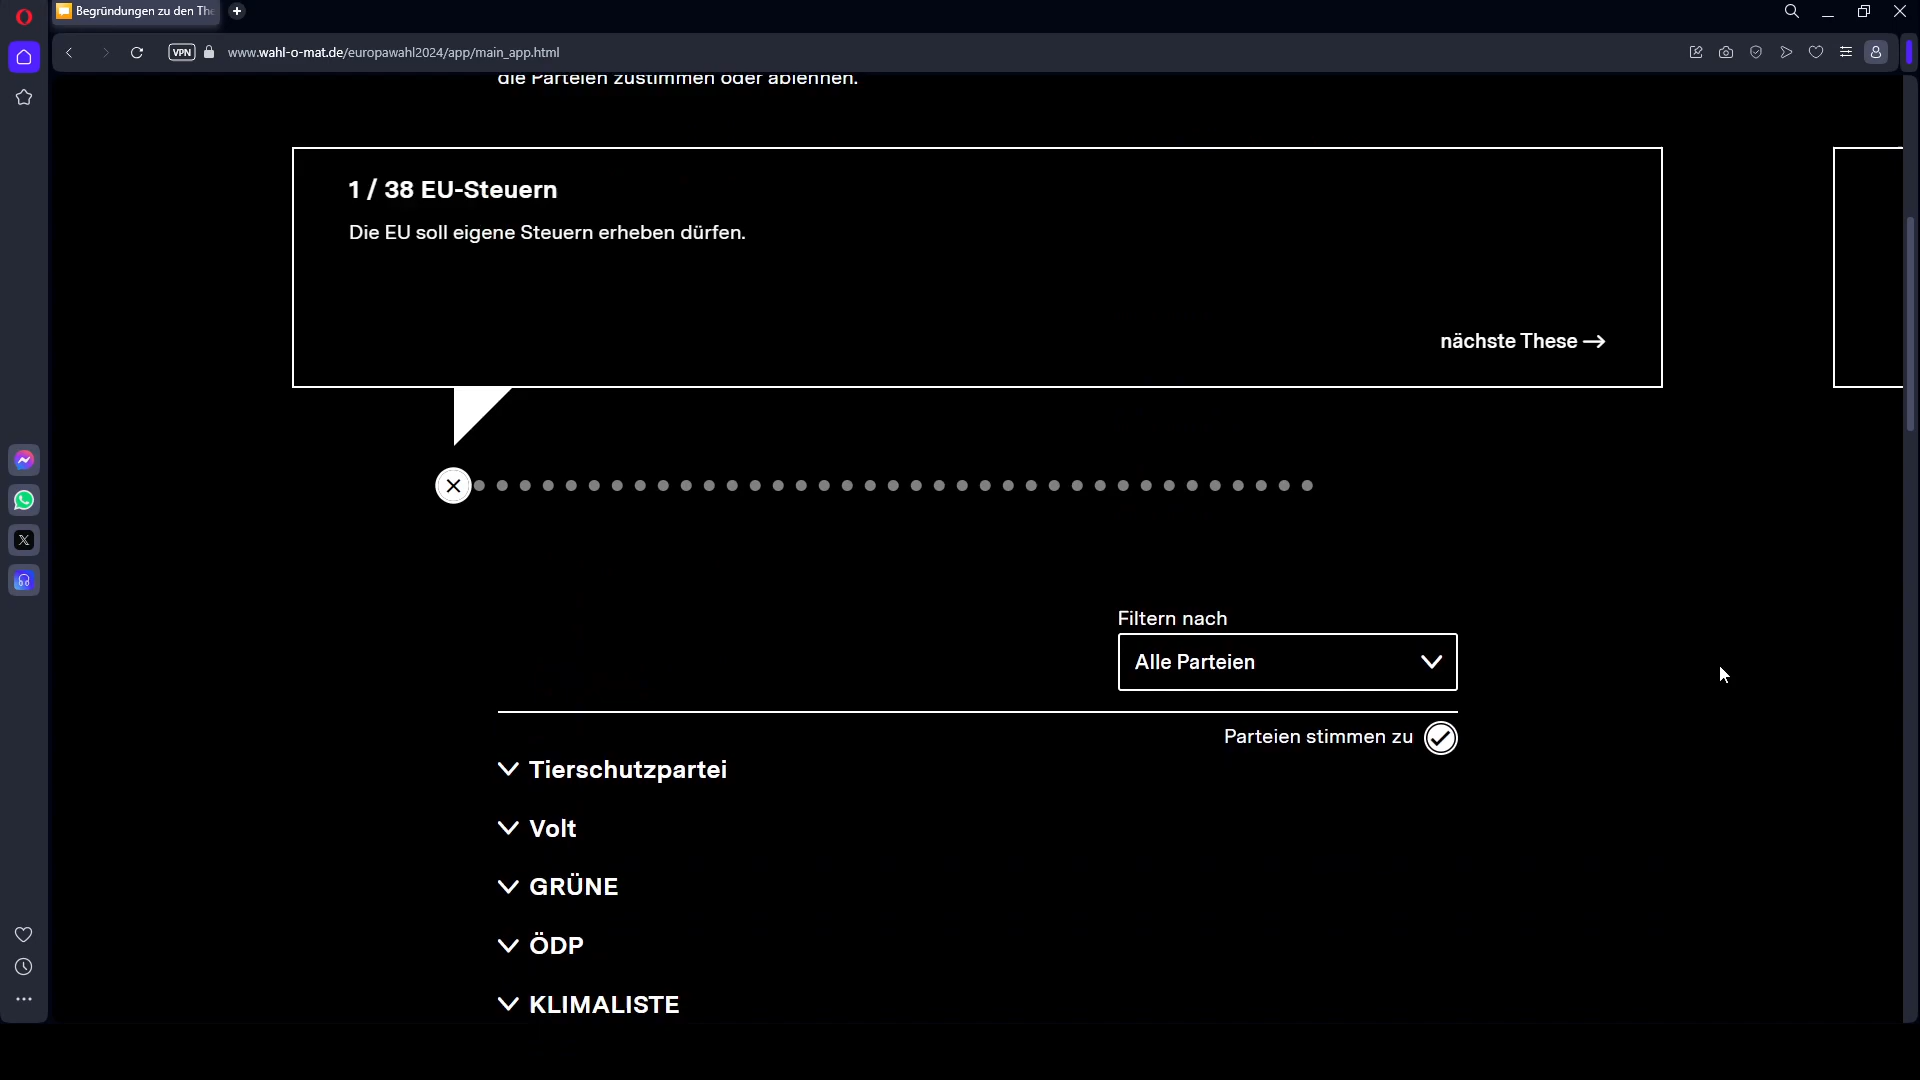 Begründungen zu den The
VPN
www.wahl-o-mat.de/europawahl2024/app/main_app.html
die Parteien zustimmen oder ablehnen.
1 / 38 EU-Steuern
Die EU soll eigene Steuern erheben dürfen.
nächste These →
Filtern nach
Alle Parteien
Parteien stimmen zu
Tierschutzpartei
Volt
GRÜNE
ÖDP
KLIMALISTE